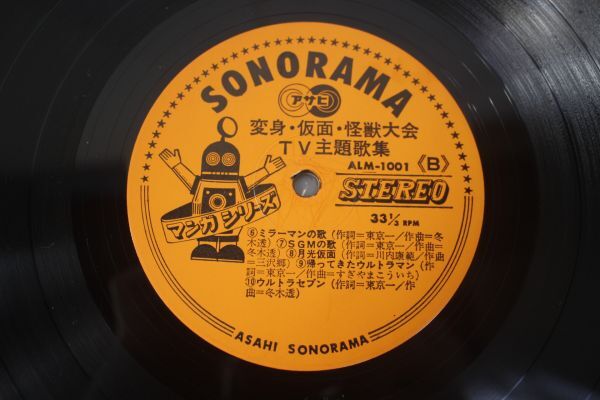 SONORAMA
アサヒ
変身・仮面・怪獣大会
TV主題歌集
ALM-1001 《B》
STEREO
33⅓ RPM
マンガシリーズ
⑥ミラーマンの歌(作詞=東京一/作曲=冬
木透)⑦SGMの歌(作詞=東京一/作曲=
冬木透)⑧月光仮面(作詞=川内康範/作曲
=三沢郷)⑨帰ってきたウルトラマン(作
詞=東京一/作曲=すぎやまこういち)
⑩ウルトラセブン(作詞=東京一/作
曲=冬木透)
ASAHI SONORAMA